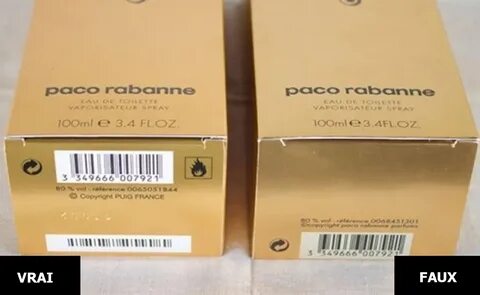 paco rabanne
EAU DE TOILETTE
VAPORISATEUR SPRAY
100ml e 3.4 FL.OZ.
3 349666 007921
80 % vol - référence 0065051844
© Copyright PUIG FRANCE
VRAI
paco rabanne
EAU DE TOILETTE
VAPORISATEUR SPRAY
100ml e 3.4FL.OZ.
80 % vol - référence 0068451301
©copyright paco rabanne parfums
3 349666 007921
FAUX